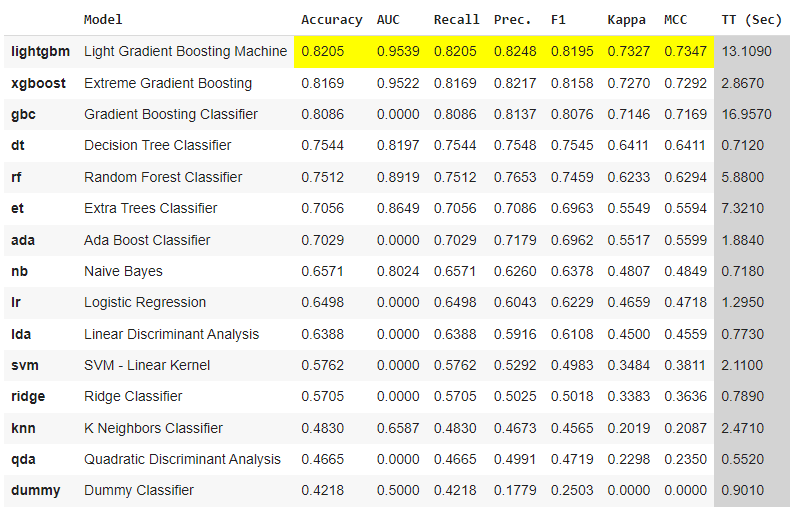 Model Accuracy AUC Recall Prec. F1 Kappa MCC TT (Sec)
lightgbm Light Gradient Boosting Machine 0.8205 0.9539 0.8205 0.8248 0.8195 0.7327 0.7347 13.1090
xgboost Extreme Gradient Boosting 0.8169 0.9522 0.8169 0.8217 0.8158 0.7270 0.7292 2.8670
gbc Gradient Boosting Classifier 0.8086 0.0000 0.8086 0.8137 0.8076 0.7146 0.7169 16.9570
dt Decision Tree Classifier 0.7544 0.8197 0.7544 0.7548 0.7545 0.6411 0.6411 0.7120
rf Random Forest Classifier 0.7512 0.8919 0.7512 0.7653 0.7459 0.6233 0.6294 5.8800
et Extra Trees Classifier 0.7056 0.8649 0.7056 0.7086 0.6963 0.5549 0.5594 7.3210
ada Ada Boost Classifier 0.7029 0.0000 0.7029 0.7179 0.6962 0.5517 0.5599 1.8840
nb Naive Bayes 0.6571 0.8024 0.6571 0.6260 0.6378 0.4807 0.4849 0.7180
lr Logistic Regression 0.6498 0.0000 0.6498 0.6043 0.6229 0.4659 0.4718 1.2950
lda Linear Discriminant Analysis 0.6388 0.0000 0.6388 0.5916 0.6108 0.4500 0.4559 0.7730
svm SVM - Linear Kernel 0.5762 0.0000 0.5762 0.5292 0.4983 0.3484 0.3811 2.1100
ridge Ridge Classifier 0.5705 0.0000 0.5705 0.5025 0.5018 0.3383 0.3636 0.7890
knn K Neighbors Classifier 0.4830 0.6587 0.4830 0.4673 0.4565 0.2019 0.2087 2.4710
qda Quadratic Discriminant Analysis 0.4665 0.0000 0.4665 0.4991 0.4719 0.2298 0.2350 0.5520
dummy Dummy Classifier 0.4218 0.5000 0.4218 0.1779 0.2503 0.0000 0.0000 0.9010